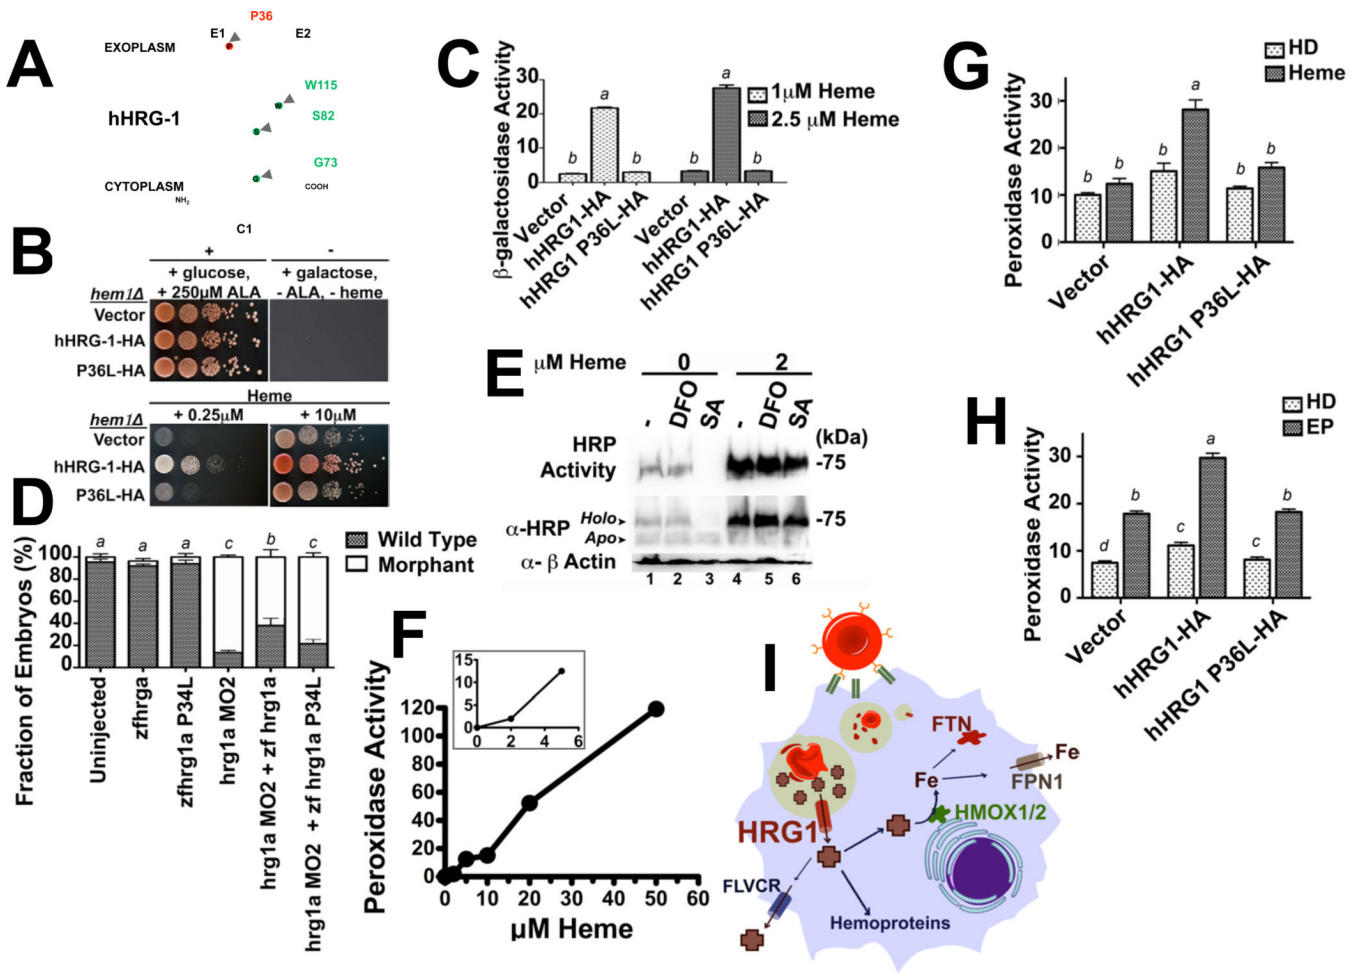 A
P36
E1
E2
EXOPLASM
P
W115
W
S82
hHRG-1
S
G73
G
CYTOPLASM
NH2
COOH
C1
B
+
-
+ glucose,
+ 250µM ALA
+ galactose,
- ALA, - heme
hem1Δ
Vector
hHRG-1-HA
P36L-HA
Heme
hem1Δ
+ 0.25µM
+ 10µM
Vector
hHRG-1-HA
P36L-HA
C
β-galactosidase Activity
30
20
10
0
b
a
b
b
a
b
1µM Heme
2.5 µM Heme
Vector
hHRG1-HA
hHRG1 P36L-HA
Vector
hHRG1-HA
hHRG1 P36L-HA
D
Wild Type
Morphant
Fraction of Embryos (%)
100
80
60
40
20
0
a
a
a
c
b
c
Uninjected
zfhrga
zfhrg1a P34L
hrg1a MO2
hrg1a MO2 + zf hrg1a
hrg1a MO2 + zf hrg1a P34L
E
µM Heme
0
2
-
DFO
SA
-
DFO
SA
(kDa)
HRP
Activity
-75
α-HRP
Holo
Apo
-75
α- β Actin
1
2
3
4
5
6
F
Peroxidase Activity
120
100
80
60
40
20
0
0
10
20
30
40
50
60
µM Heme
15
10
5
0
0
2
4
6
G
HD
Heme
Peroxidase Activity
30
20
10
0
b
b
b
a
b
b
Vector
hHRG1-HA
hHRG1 P36L-HA
H
HD
EP
Peroxidase Activity
30
20
10
0
d
b
c
a
c
b
Vector
hHRG1-HA
hHRG1 P36L-HA
I
FTN
Fe
Fe
FPN1
HMOX1/2
HRG1
FLVCR
Hemoproteins